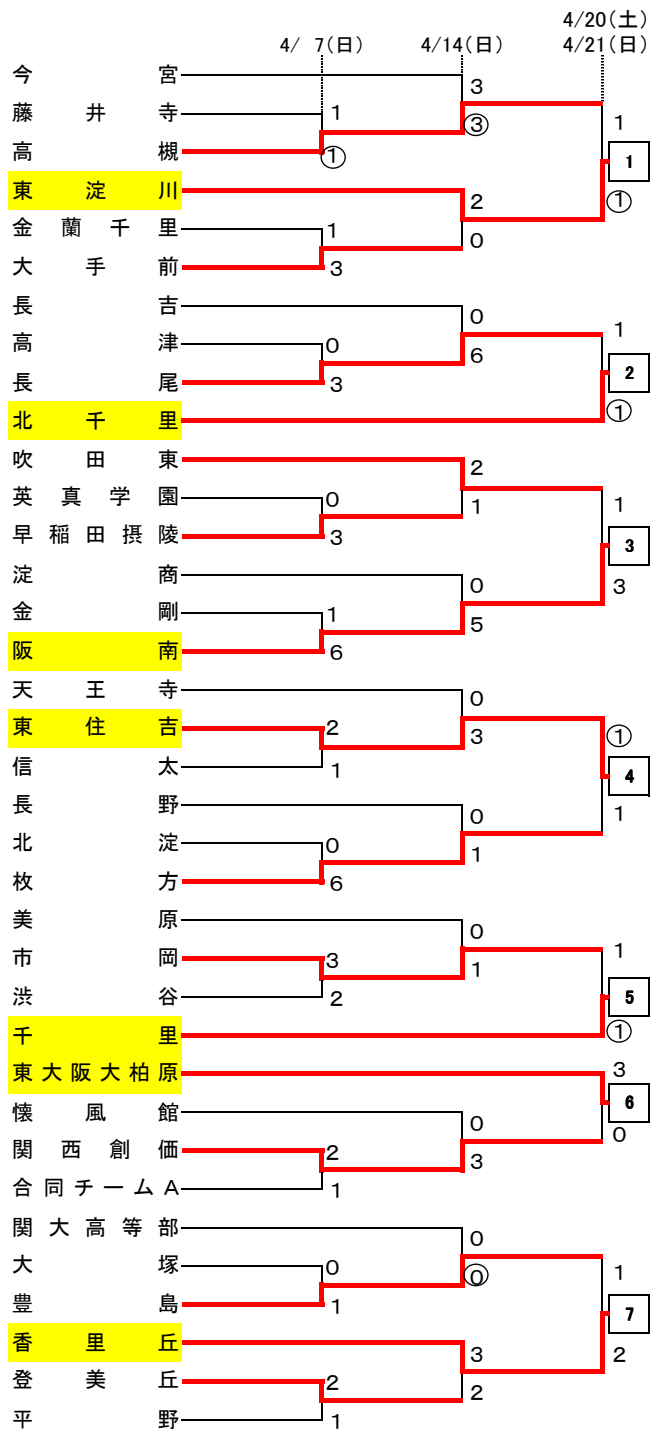 4/20(土)
4/ 7(日) 4/14(日) 4/21(日)
今宮
3
藤井寺 1 1
③
高槻 ① 1
東淀川 2 ①
金蘭千里 1 0
大手前 3
長吉 0
高津 0 1
6
長尾 3 2
北千里 ①
吹田東 2
英真学園 0 1 1
早稲田摂陵 3 3
淀商 0 3
金剛 1 5
阪南 6
天王寺 0
東住吉 2 3 ①
信太 1 4
長野 0 1
北淀 0 1
枚方 6
美原 0
市岡 3 1 1
渋谷 2 5
千里 ①
東大阪大柏原 3
6
懐風館 0 0
関西創価 2 3
合同チームA 1
関大高等部 0
大塚 0 ⓪ 1
豊島 1 7
香里丘 3 2
登美丘 2 2
平野 1